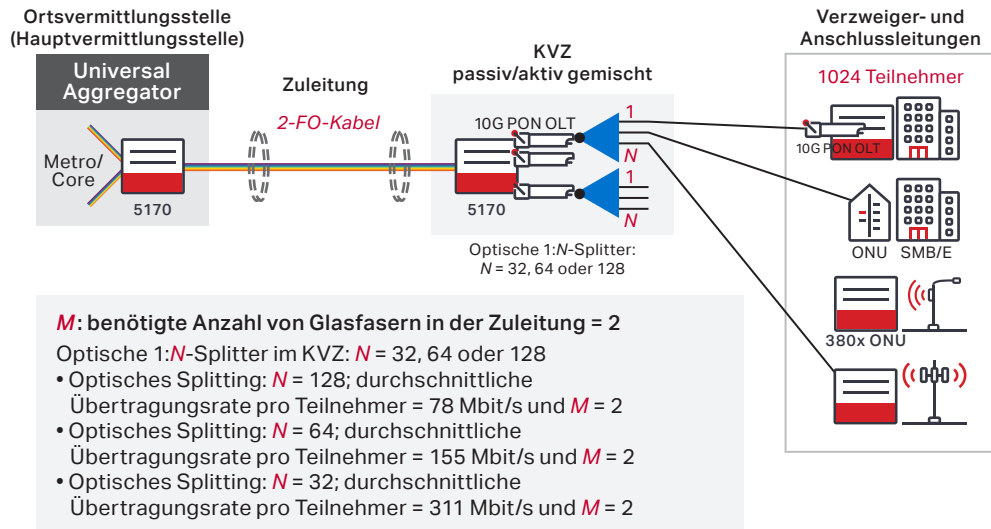 Ortsvermittlungsstelle
(Hauptvermittlungsstelle)
Universal
Aggregator
Metro/
Core
5170
Zuleitung
2-FO-Kabel
KVZ
passiv/aktiv gemischt
10G PON OLT
1
N
1
N
5170
Optische 1:N-Splitter:
N = 32, 64 oder 128
Verzweiger- und
Anschlussleitungen
1024 Teilnehmer
10G PON OLT
ONU
SMB/E
380x ONU
M: benötigte Anzahl von Glasfasern in der Zuleitung = 2
Optische 1:N-Splitter im KVZ: N = 32, 64 oder 128
• Optisches Splitting: N = 128; durchschnittliche
Übertragungsrate pro Teilnehmer = 78 Mbit/s und M = 2
• Optisches Splitting: N = 64; durchschnittliche
Übertragungsrate pro Teilnehmer = 155 Mbit/s und M = 2
• Optisches Splitting: N = 32; durchschnittliche
Übertragungsrate pro Teilnehmer = 311 Mbit/s und M = 2